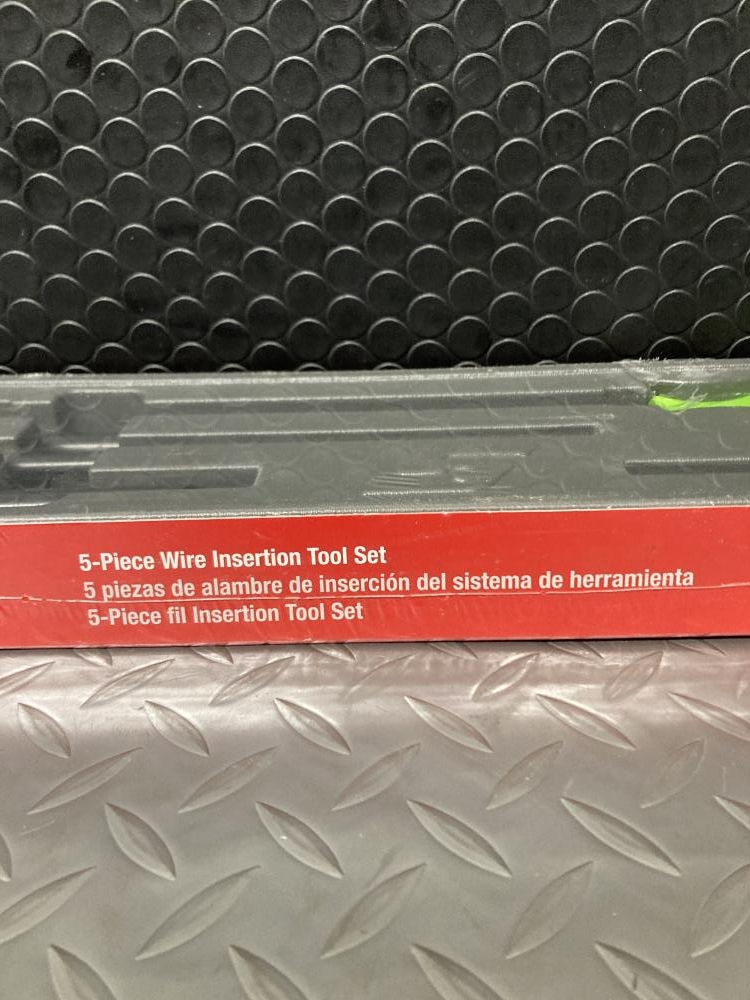 5-Piece Wire Insertion Tool Set
5 piezas de alambre de inserción del sistema de herramienta
5-Piece fil Insertion Tool Set